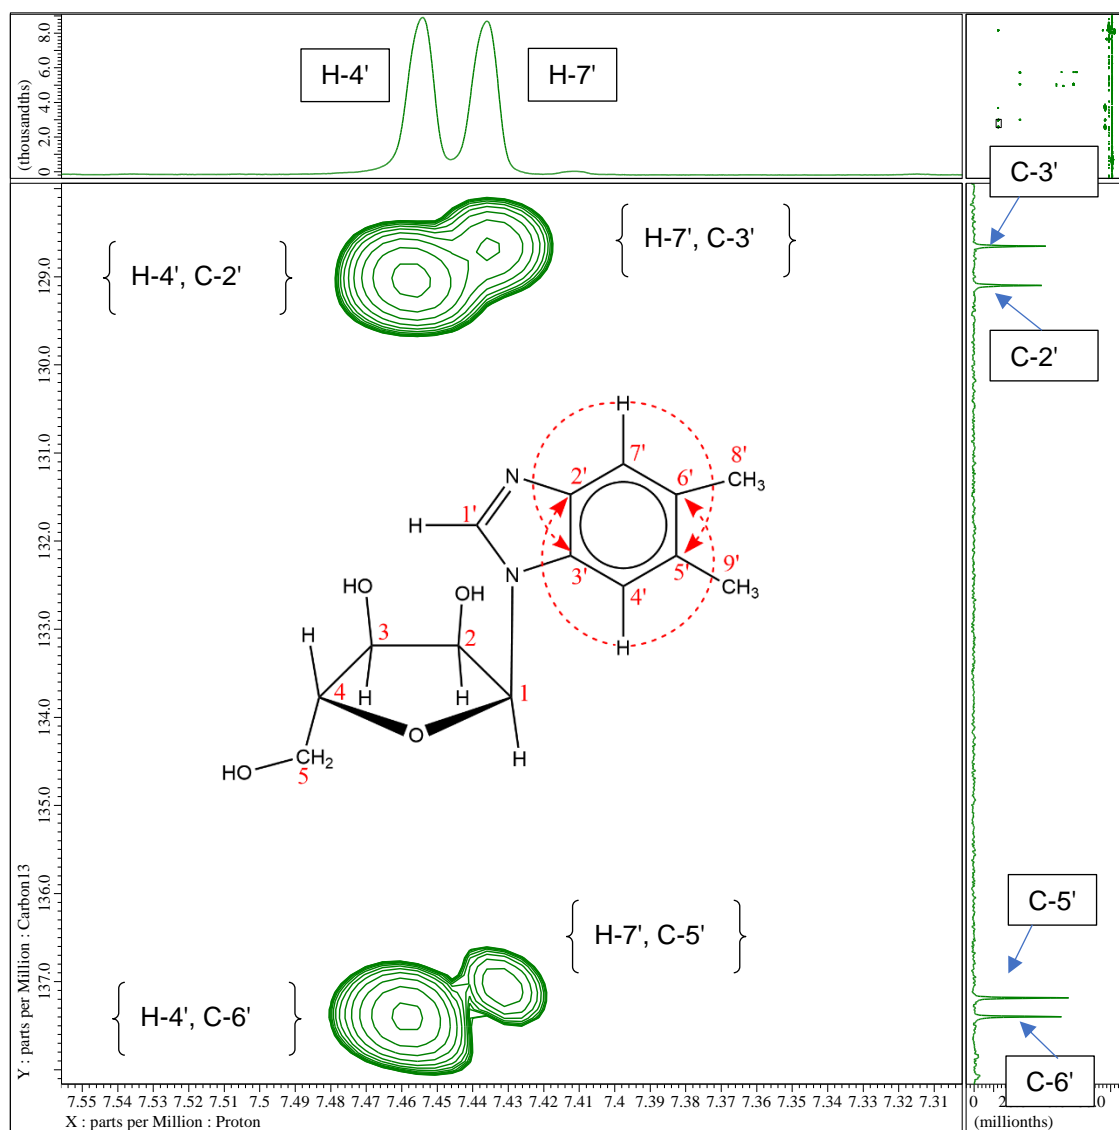 8.0
6.0
4.0
2.0
0
(thousandths)
H-4'
H-7'
C-3'
H-4', C-2'
H-7', C-3'
C-2'
129.0
130.0
131.0
132.0
133.0
134.0
135.0
136.0
137.0
Y : parts per Million : Carbon13
H
7'
8'
CH3
N
2'
6'
1'
H
3'
5'
9'
N
4'
CH3
HO
OH
H
3
2
H
4
H
H
1
O
H
HO
CH2
5
C-5'
H-7', C-5'
H-4', C-6'
C-6'
7.55 7.54 7.53 7.52 7.51 7.5 7.49 7.48 7.47 7.46 7.45 7.44 7.43 7.42 7.41 7.4 7.39 7.38 7.37 7.36 7.35 7.34 7.33 7.32 7.31
X : parts per Million : Proton
0
(millionths)